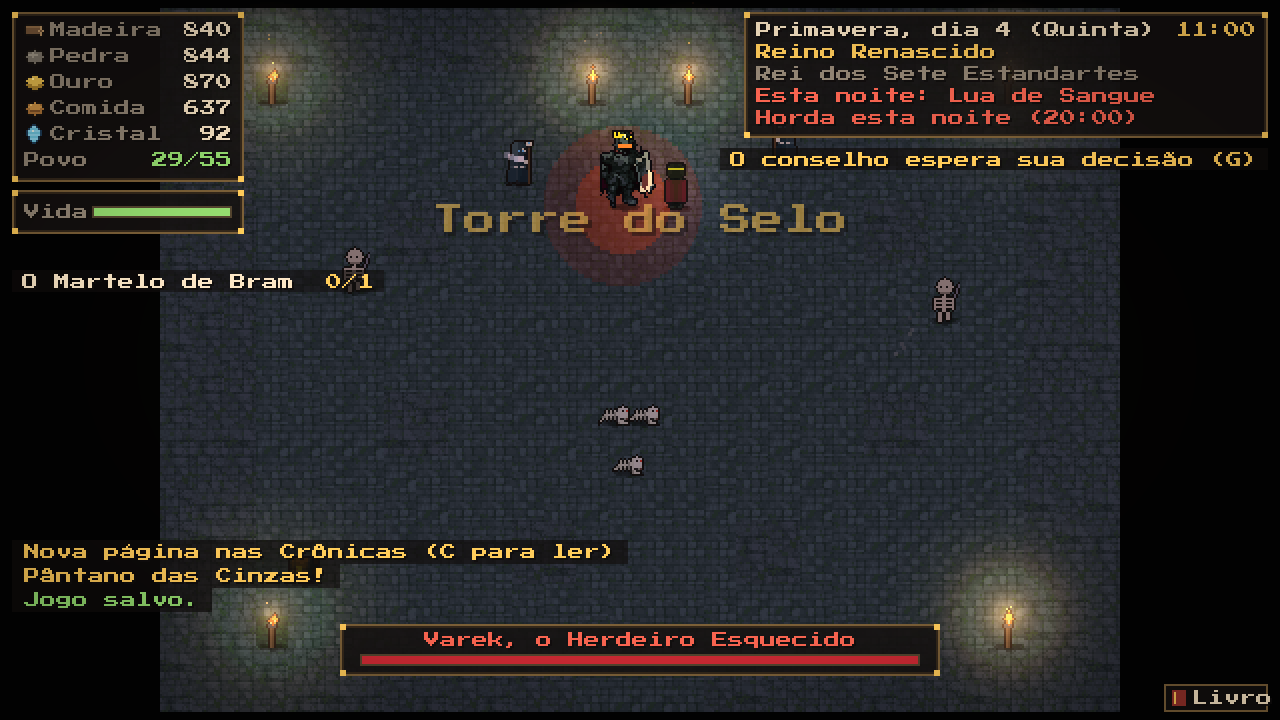 Madeira 840
Pedra 844
Ouro 870
Comida 637
Cristal 92
Povo 29/55
Vida
Primavera, dia 4 (Quinta) 11:00
Reino Renascido
Rei dos Sete Estandartes
Esta noite: Lua de Sangue
Horda esta noite (20:00)
O conselho espera sua decisão (G)
Torre do Selo
O Martelo de Bram 0/1
Nova página nas Crônicas (C para ler)
Pântano das Cinzas!
Jogo salvo.
Varek, o Herdeiro Esquecido
Livro